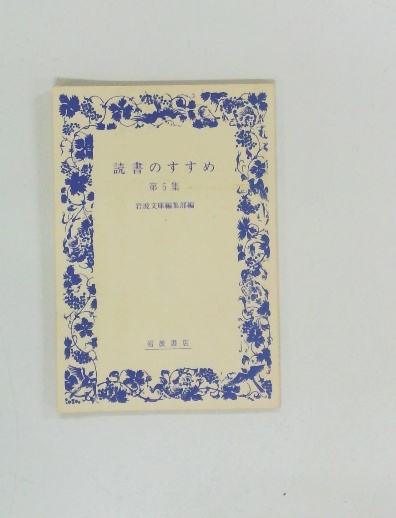 読書のすすめ
第5集
岩波文庫編集部編
岩波書店